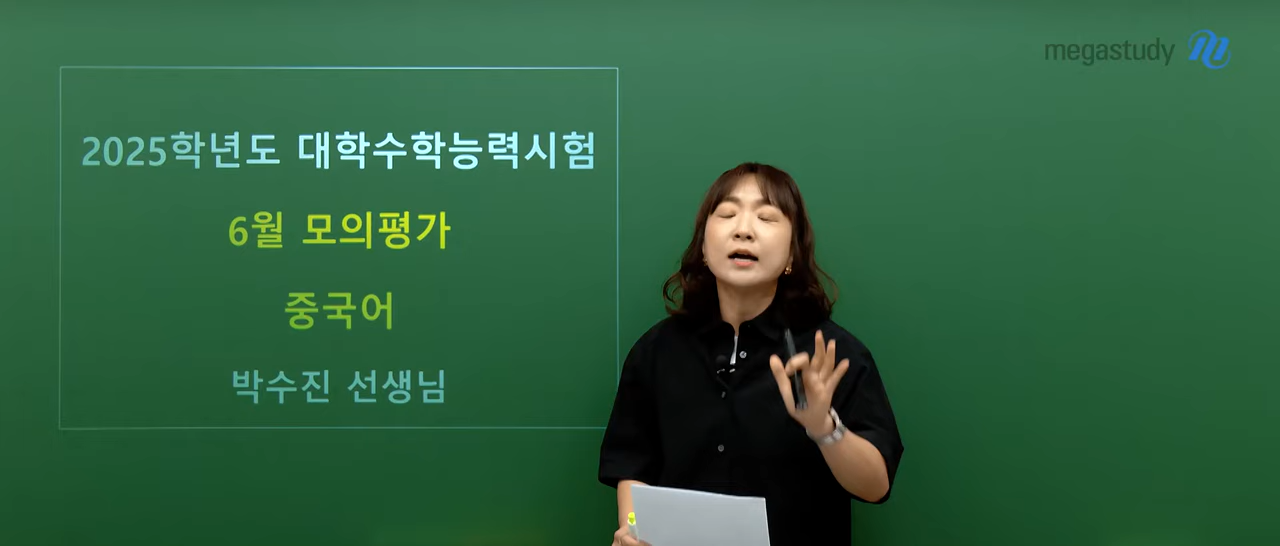 megastudy
2025학년도 대학수학능력시험
6월 모의평가
중국어
박수진 선생님